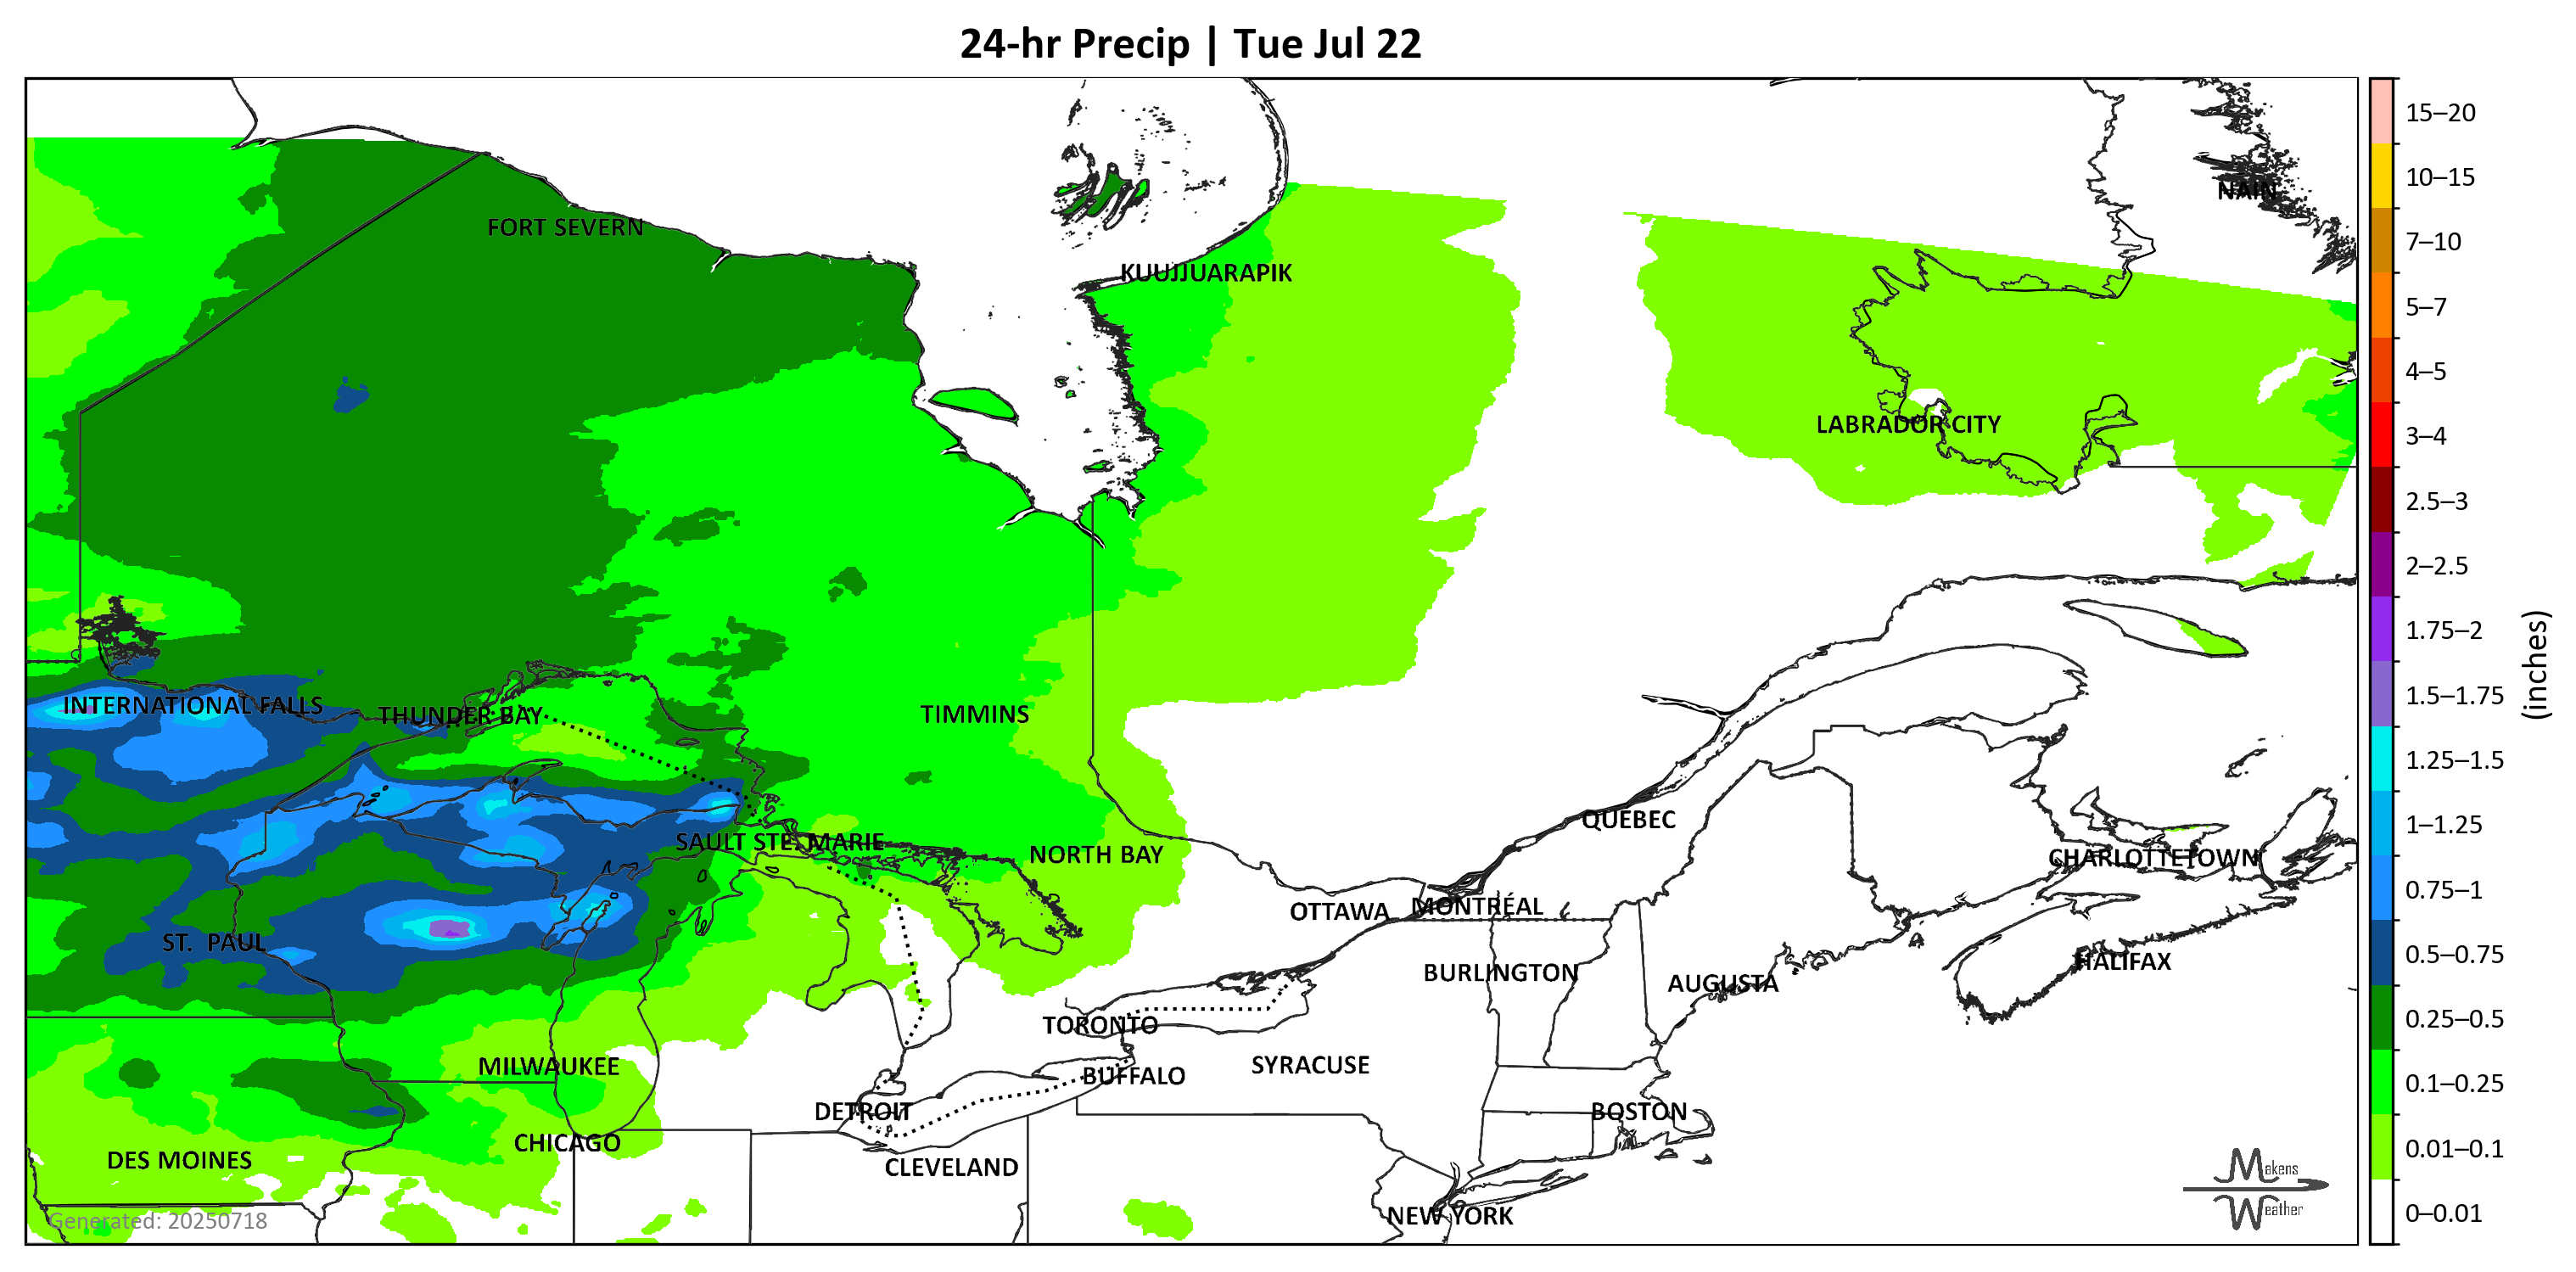 24-hr Precip | Tue Jul 22
NAIN
FORT SEVERN
KUUJJUARAPIK
LABRADOR CITY
INTERNATIONAL FALLS
THUNDER BAY
TIMMINS
QUÉBEC
SAULT STE. MARIE
NORTH BAY
CHARLOTTETOWN
OTTAWA
MONTRÉAL
ST. PAUL
HALIFAX
BURLINGTON
AUGUSTA
TORONTO
MILWAUKEE
SYRACUSE
BUFFALO
DETROIT
BOSTON
CHICAGO
DES MOINES
CLEVELAND
NEW YORK
Generated: 20250718
Makens
Weather
15–20
10–15
7–10
5–7
4–5
3–4
2.5–3
2–2.5
1.75–2
1.5–1.75
1.25–1.5
1–1.25
0.75–1
0.5–0.75
0.25–0.5
0.1–0.25
0.01–0.1
0–0.01
(inches)